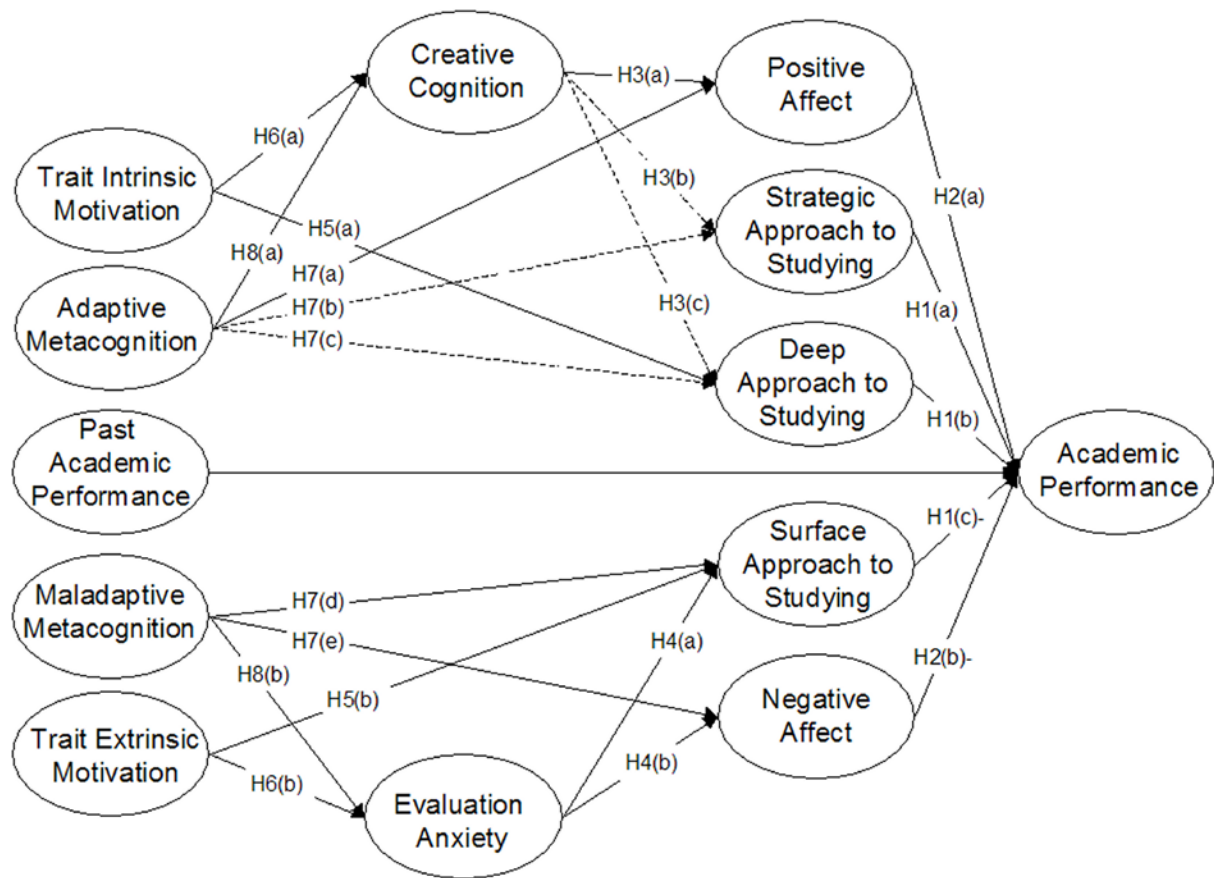 Creative
Cognition
H3(a)
Positive
Affect
H6(a)
Trait Intrinsic
Motivation
H3(b)
H2(a)
Strategic
Approach to
Studying
H5(a)
H8(a)
H7(a)
Adaptive
Metacognition
H7(b)
H3(c)
H1(a)
H7(c)
Deep
Approach to
Studying
H1(b)
Past
Academic
Performance
Academic
Performance
H1(c)-
Surface
Approach to
Studying
Maladaptive
Metacognition
H7(d)
H7(e)
H4(a)
H2(b)-
H8(b)
H5(b)
Negative
Affect
Trait Extrinsic
Motivation
H4(b)
H6(b)
Evaluation
Anxiety